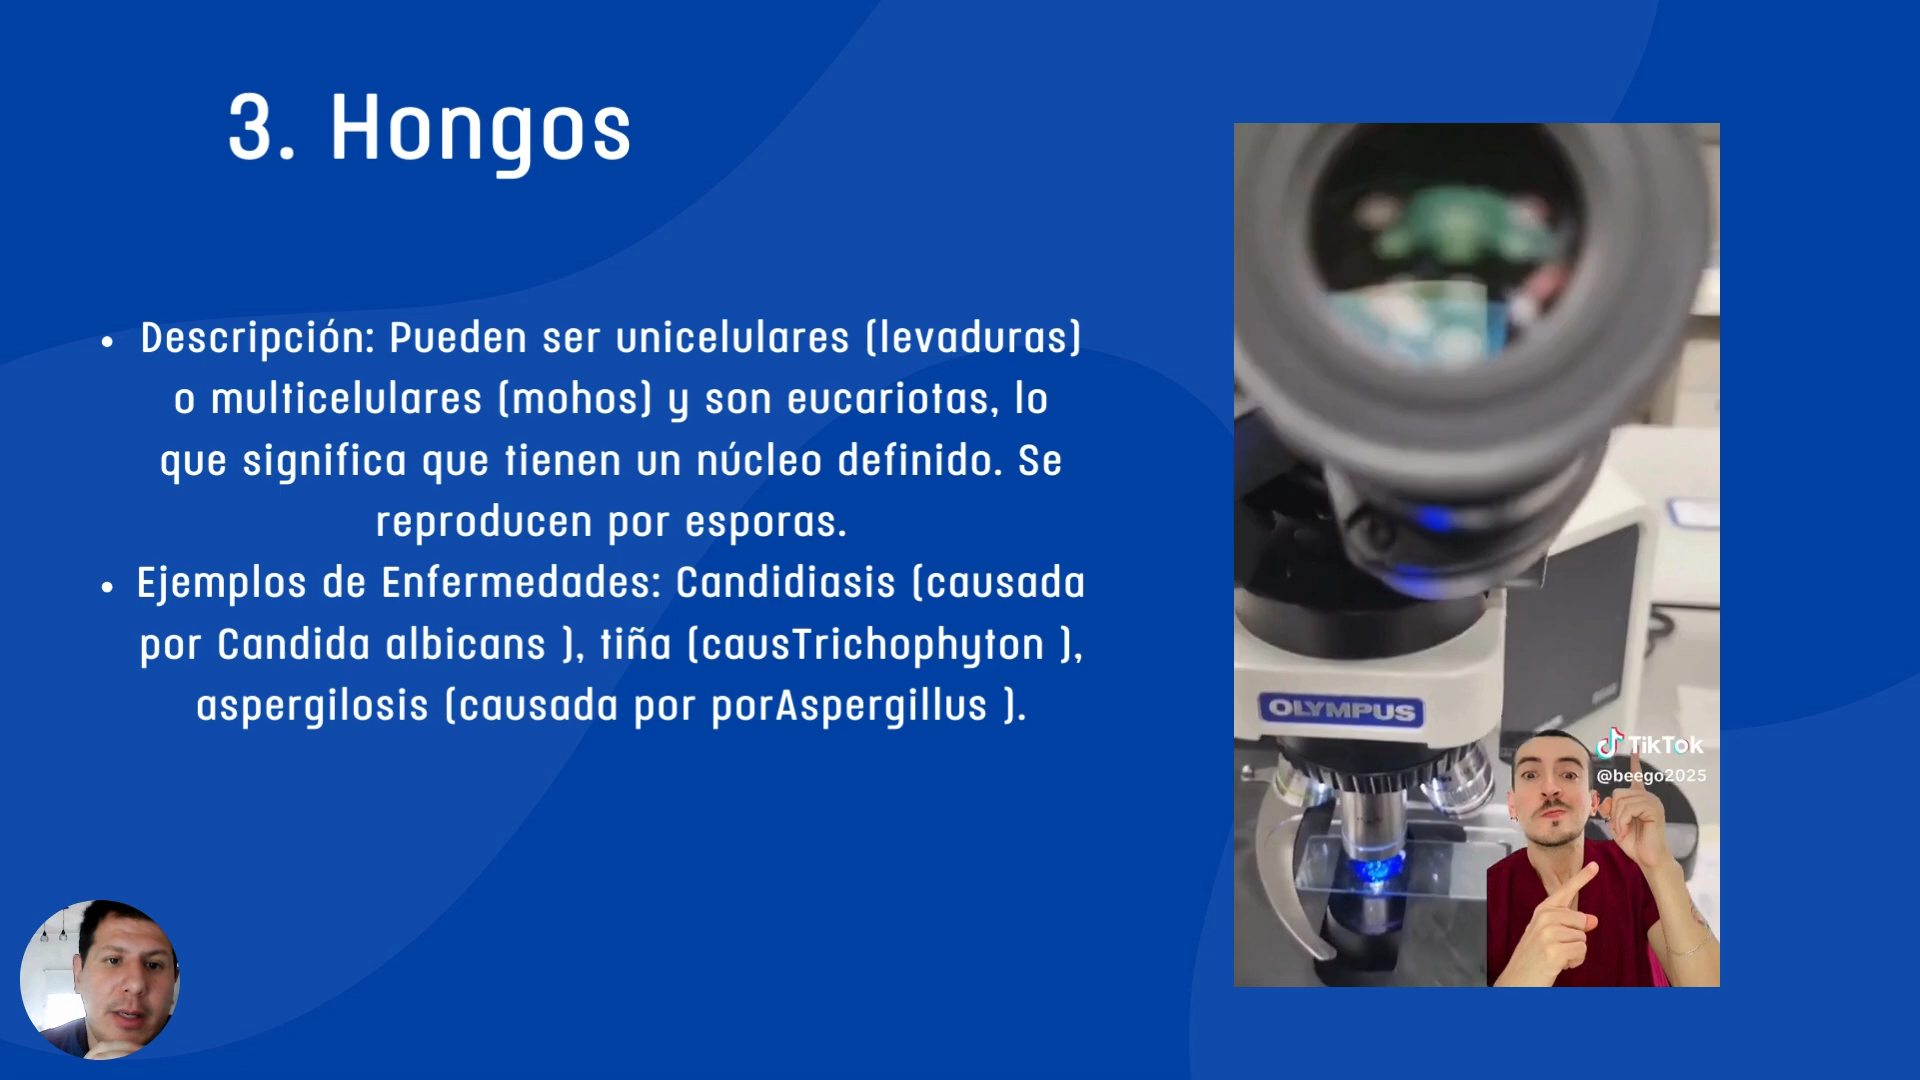 3. Hongos
• Descripción: Pueden ser unicelulares (levaduras)
o multicelulares (mohos) y son eucariotas, lo
que significa que tienen un núcleo definido. Se
reproducen por esporas.
• Ejemplos de Enfermedades: Candidiasis (causada
por Candida albicans ), tiña (causTrichophyton ),
aspergilosis (causada por porAspergillus ).
OLYMPUS
TikTok
@beego2025